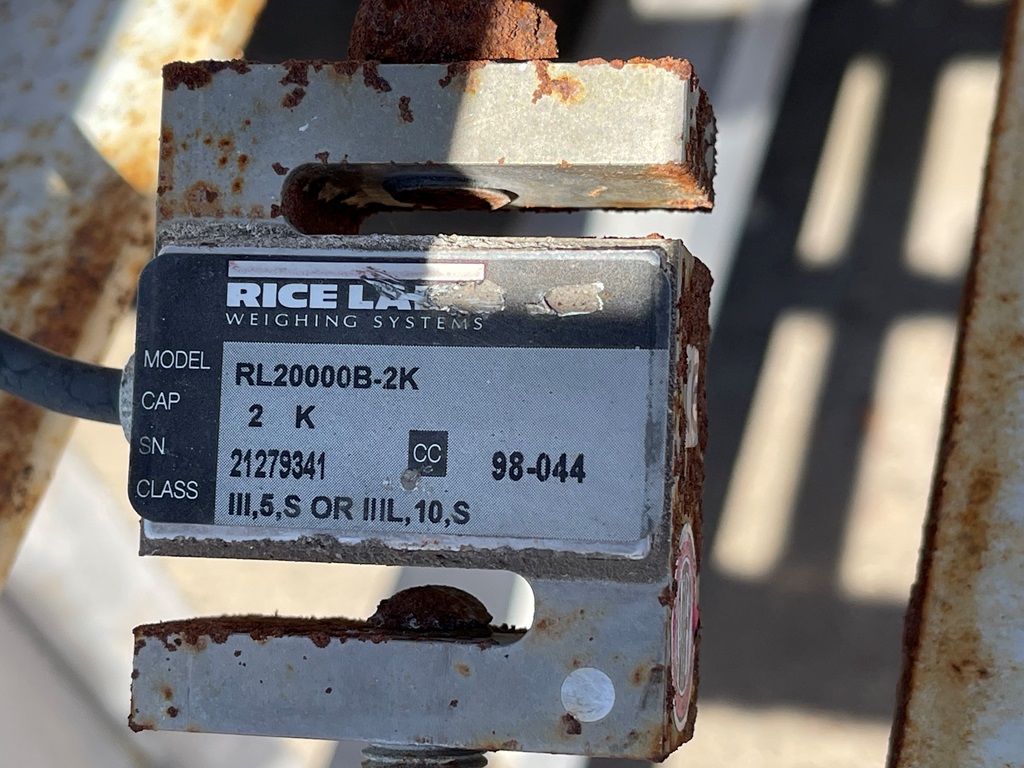 RICE LA
WEIGHING SYSTEMS
MODEL RL20000B-2K
CAP 2 K
SN 21279341 CC 98-044
CLASS III,5,S OR IIIL,10,S